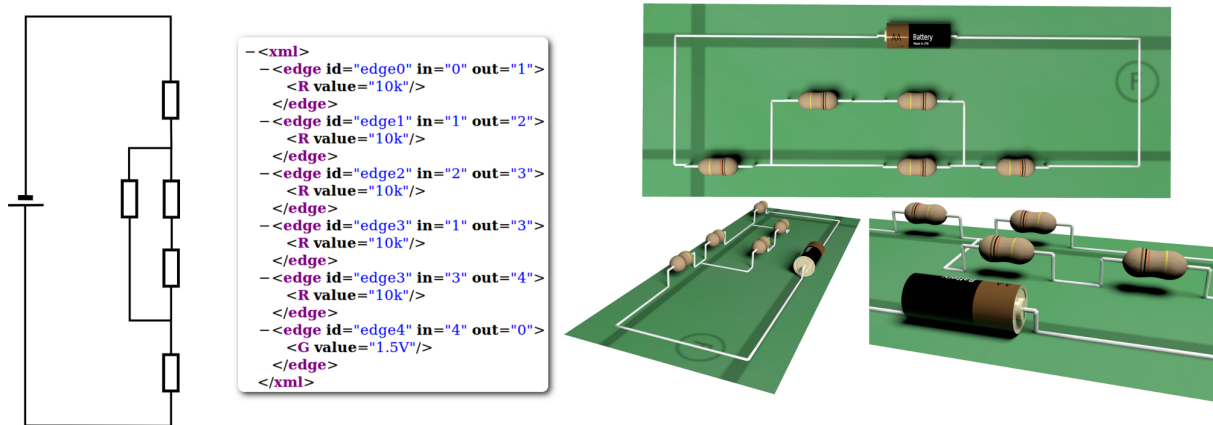 −<xml>
−<edge id="edge0" in="0" out="1">
<R value="10k"/>
</edge>
−<edge id="edge1" in="1" out="2">
<R value="10k"/>
</edge>
−<edge id="edge2" in="2" out="3">
<R value="10k"/>
</edge>
−<edge id="edge3" in="1" out="3">
<R value="10k"/>
</edge>
−<edge id="edge3" in="3" out="4">
<R value="10k"/>
</edge>
−<edge id="edge4" in="4" out="0">
<G value="1.5V"/>
</edge>
</xml>
AA Battery